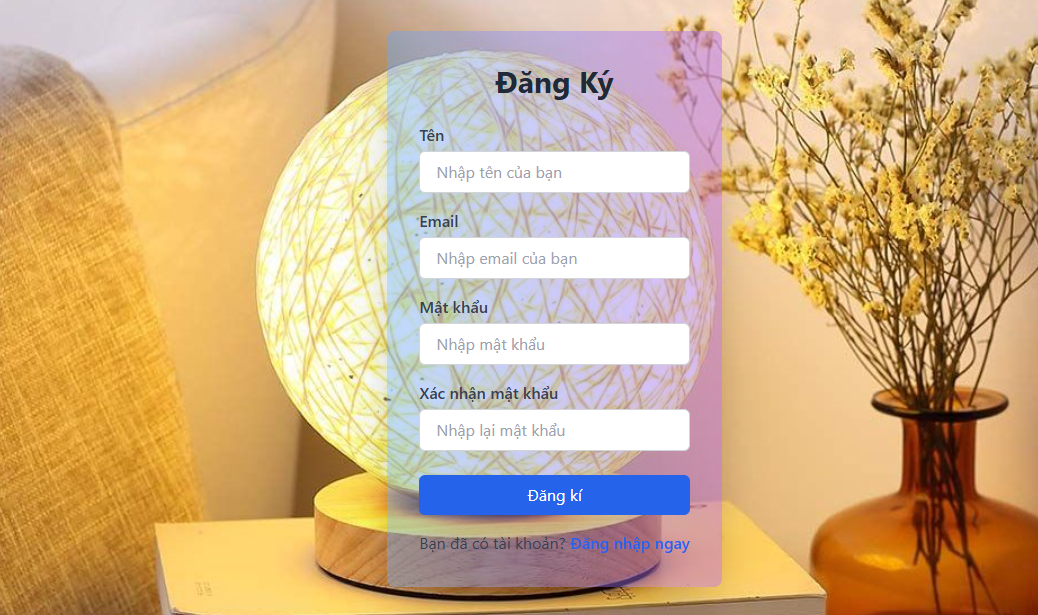 Đăng Ký
Tên
Nhập tên của bạn
Email
Nhập email của bạn
Mật khẩu
Nhập mật khẩu
Xác nhận mật khẩu
Nhập lại mật khẩu
Đăng kí
Bạn đã có tài khoản? Đăng nhập ngay